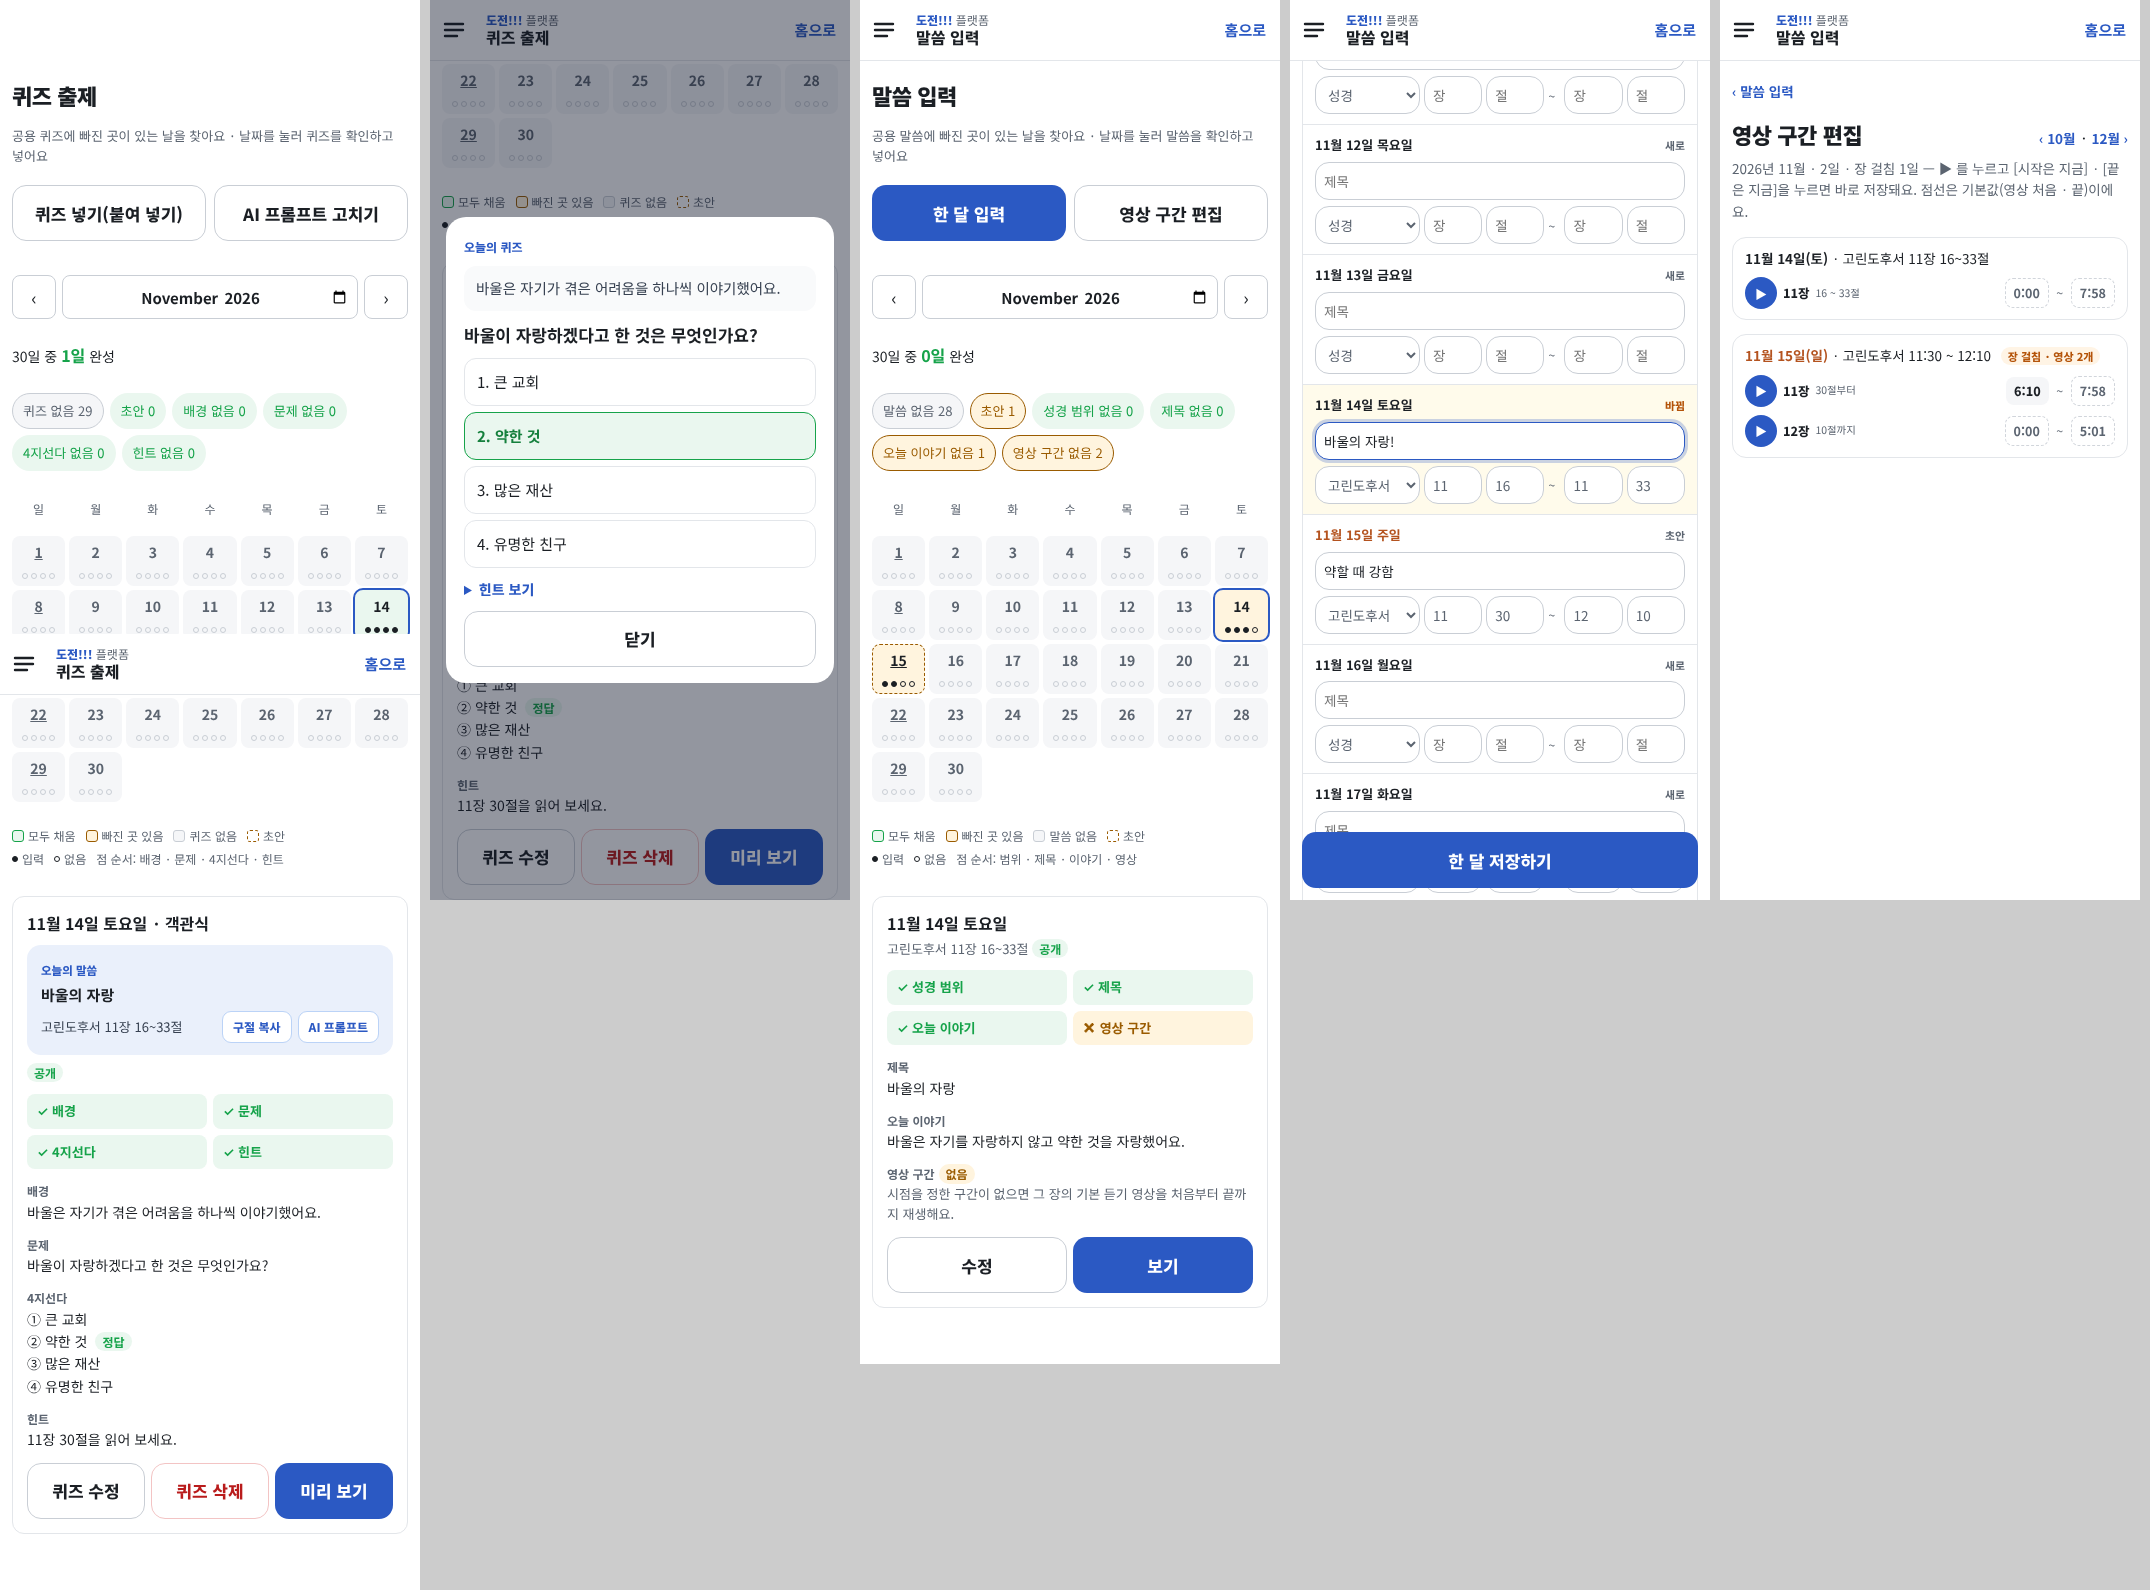 퀴즈 출제
공용 퀴즈에 빠진 곳이 있는 날을 찾아요 · 날짜를 눌러 퀴즈를 확인하고
넣어요
퀴즈 넣기(붙여 넣기)
AI 프롬프트 고치기
‹
November 2026
›
30일 중 1일 완성
퀴즈 없음 29
초안 0
배경 없음 0
문제 없음 0
4지선다 없음 0
힌트 없음 0
일 월 화 수 목 금 토
1 2 3 4 5 6 7
8 9 10 11 12 13 14
도전!!! 플랫폼
퀴즈 출제
홈으로
22 23 24 25 26 27 28
29 30
모두 채움 빠진 곳 있음 퀴즈 없음 초안
입력 없음 점 순서: 배경 · 문제 · 4지선다 · 힌트
11월 14일 토요일 · 객관식
오늘의 말씀
바울의 자랑
고린도후서 11장 16~33절
구절 복사
AI 프롬프트
공개
✓ 배경
✓ 문제
✓ 4지선다
✓ 힌트
배경
바울은 자기가 겪은 어려움을 하나씩 이야기했어요.
문제
바울이 자랑하겠다고 한 것은 무엇인가요?
4지선다
① 큰 교회
② 약한 것 정답
③ 많은 재산
④ 유명한 친구
힌트
11장 30절을 읽어 보세요.
퀴즈 수정
퀴즈 삭제
미리 보기
도전!!! 플랫폼
퀴즈 출제
홈으로
22 23 24 25 26 27 28
29 30
모두 채움 빠진 곳 있음 퀴즈 없음 초안
오늘의 퀴즈
바울은 자기가 겪은 어려움을 하나씩 이야기했어요.
바울이 자랑하겠다고 한 것은 무엇인가요?
1. 큰 교회
2. 약한 것
3. 많은 재산
4. 유명한 친구
▶ 힌트 보기
닫기
① 큰 교회
② 약한 것 정답
③ 많은 재산
④ 유명한 친구
힌트
11장 30절을 읽어 보세요.
퀴즈 수정
퀴즈 삭제
미리 보기
도전!!! 플랫폼
말씀 입력
홈으로
말씀 입력
공용 말씀에 빠진 곳이 있는 날을 찾아요 · 날짜를 눌러 말씀을 확인하고
넣어요
한 달 입력
영상 구간 편집
‹
November 2026
›
30일 중 0일 완성
말씀 없음 28
초안 1
성경 범위 없음 0
제목 없음 0
오늘 이야기 없음 1
영상 구간 없음 2
일 월 화 수 목 금 토
1 2 3 4 5 6 7
8 9 10 11 12 13 14
15 16 17 18 19 20 21
22 23 24 25 26 27 28
29 30
모두 채움 빠진 곳 있음 말씀 없음 초안
입력 없음 점 순서: 범위 · 제목 · 이야기 · 영상
11월 14일 토요일
고린도후서 11장 16~33절 공개
✓ 성경 범위
✓ 제목
✓ 오늘 이야기
✕ 영상 구간
제목
바울의 자랑
오늘 이야기
바울은 자기를 자랑하지 않고 약한 것을 자랑했어요.
영상 구간 없음
시점을 정한 구간이 없으면 그 장의 기본 듣기 영상을 처음부터 끝까
지 재생해요.
수정
보기
도전!!! 플랫폼
말씀 입력
홈으로
성경 장 절 ~ 장 절
11월 12일 목요일 새로
제목
성경 장 절 ~ 장 절
11월 13일 금요일 새로
제목
성경 장 절 ~ 장 절
11월 14일 토요일 바뀜
바울의 자랑!
고린도후서 11 16 ~ 11 33
11월 15일 주일 초안
약할 때 강함
고린도후서 11 30 ~ 12 10
11월 16일 월요일 새로
제목
성경 장 절 ~ 장 절
11월 17일 화요일 새로
제목
한 달 저장하기
도전!!! 플랫폼
말씀 입력
홈으로
‹ 말씀 입력
영상 구간 편집
‹ 10월 · 12월 ›
2026년 11월 · 2일 · 장 걸침 1일 — ▶ 를 누르고 [시작은 지금] · [끝
은 지금]을 누르면 바로 저장돼요. 점선은 기본값(영상 처음 · 끝)이에
요.
11월 14일(토) · 고린도후서 11장 16~33절
11장 16 ~ 33절 0:00 ~ 7:58
11월 15일(일) · 고린도후서 11:30 ~ 12:10 장 걸침 · 영상 2개
11장 30절부터 6:10 ~ 7:58
12장 10절까지 0:00 ~ 5:01